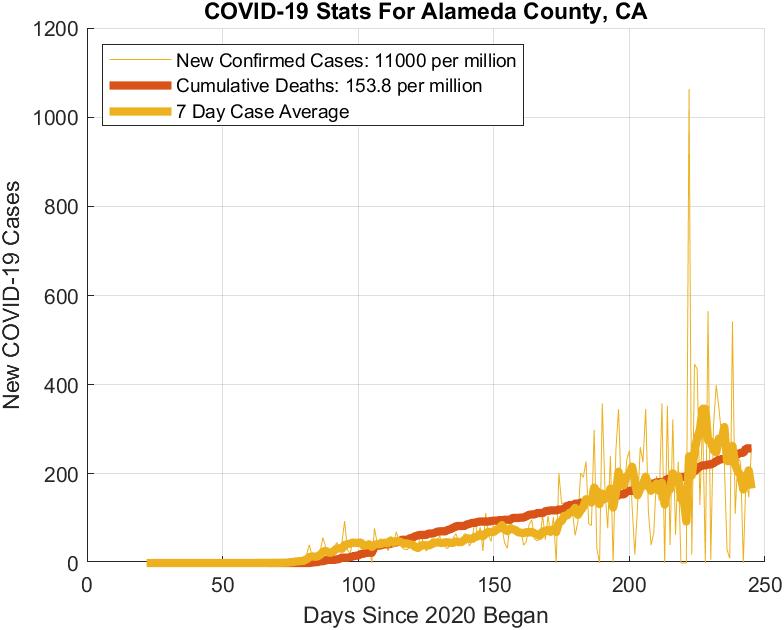 COVID-19 Stats For Alameda County, CA
1200
New Confirmed Cases: 11000 per million
Cumulative Deaths: 153.8 per million
7 Day Case Average
1000
800
600
400
200
0
New COVID-19 Cases
0 50 100 150 200 250
Days Since 2020 Began